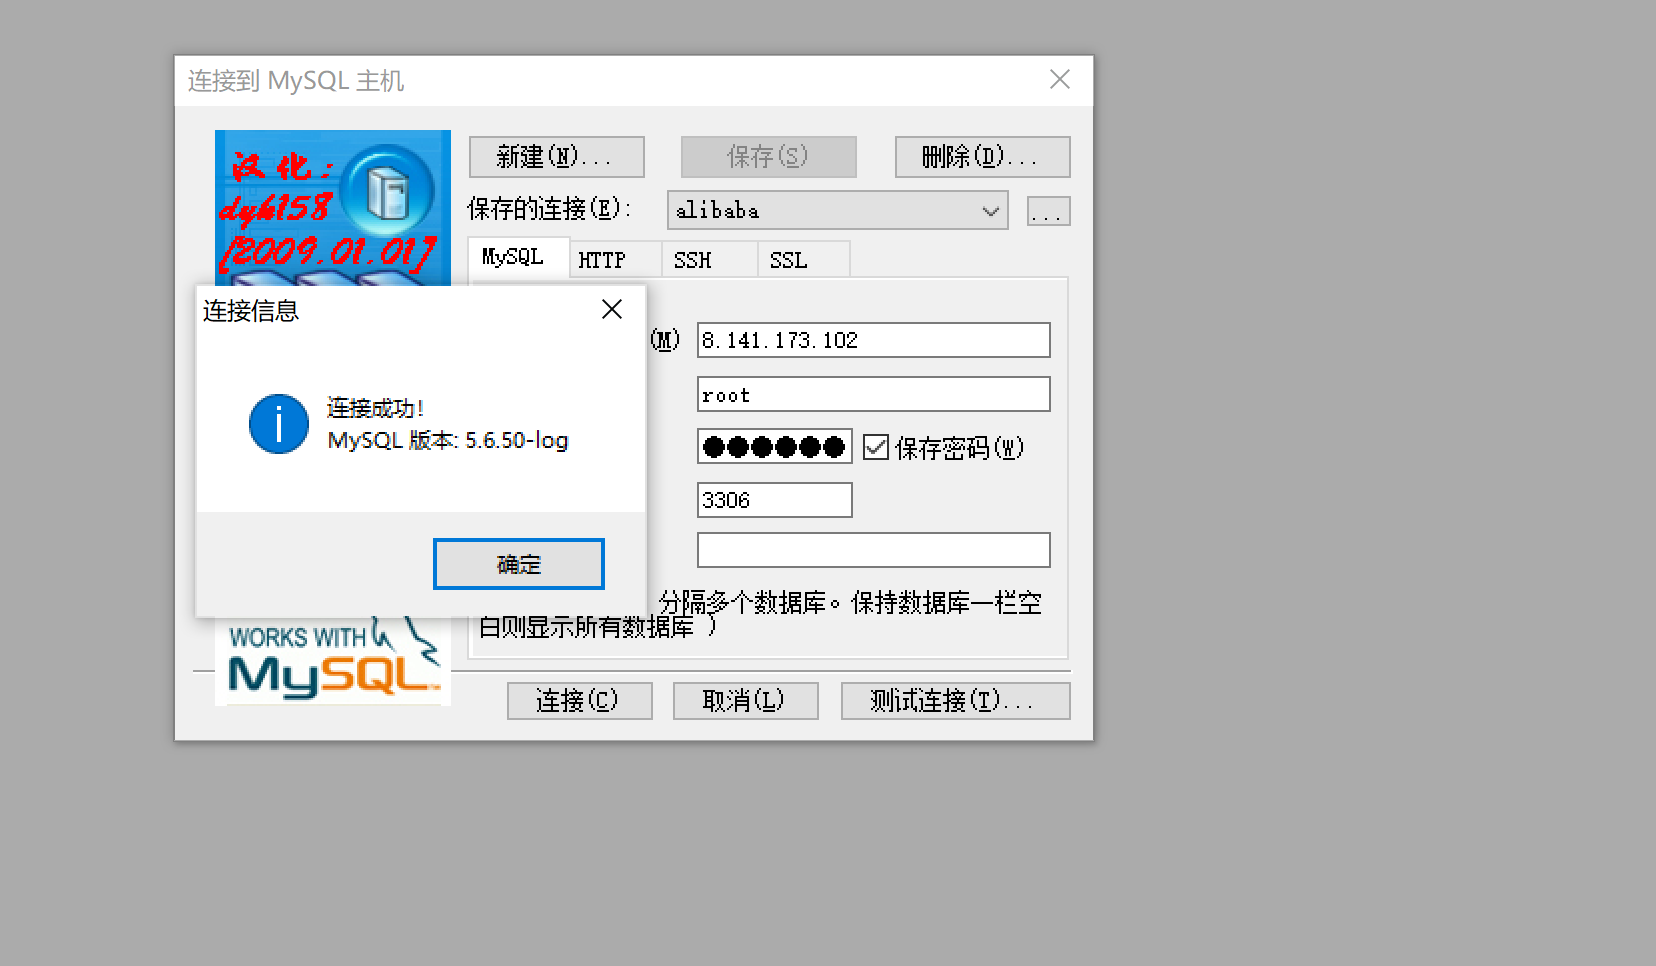 连接到 MySQL 主机
汉化:
dyh158
[2009.01.01]
新建(N)... 保存(S) 删除(D)...
保存的连接(E): alibaba ...
MySQL HTTP SSH SSL
连接信息
(M) 8.141.173.102
root
连接成功!
MySQL 版本: 5.6.50-log
●●●●●● 保存密码(W)
3306
确定
分隔多个数据库。保持数据库一栏空
白则显示所有数据库 )
WORKS WITH
MySQL
连接(C) 取消(L) 测试连接(T)...